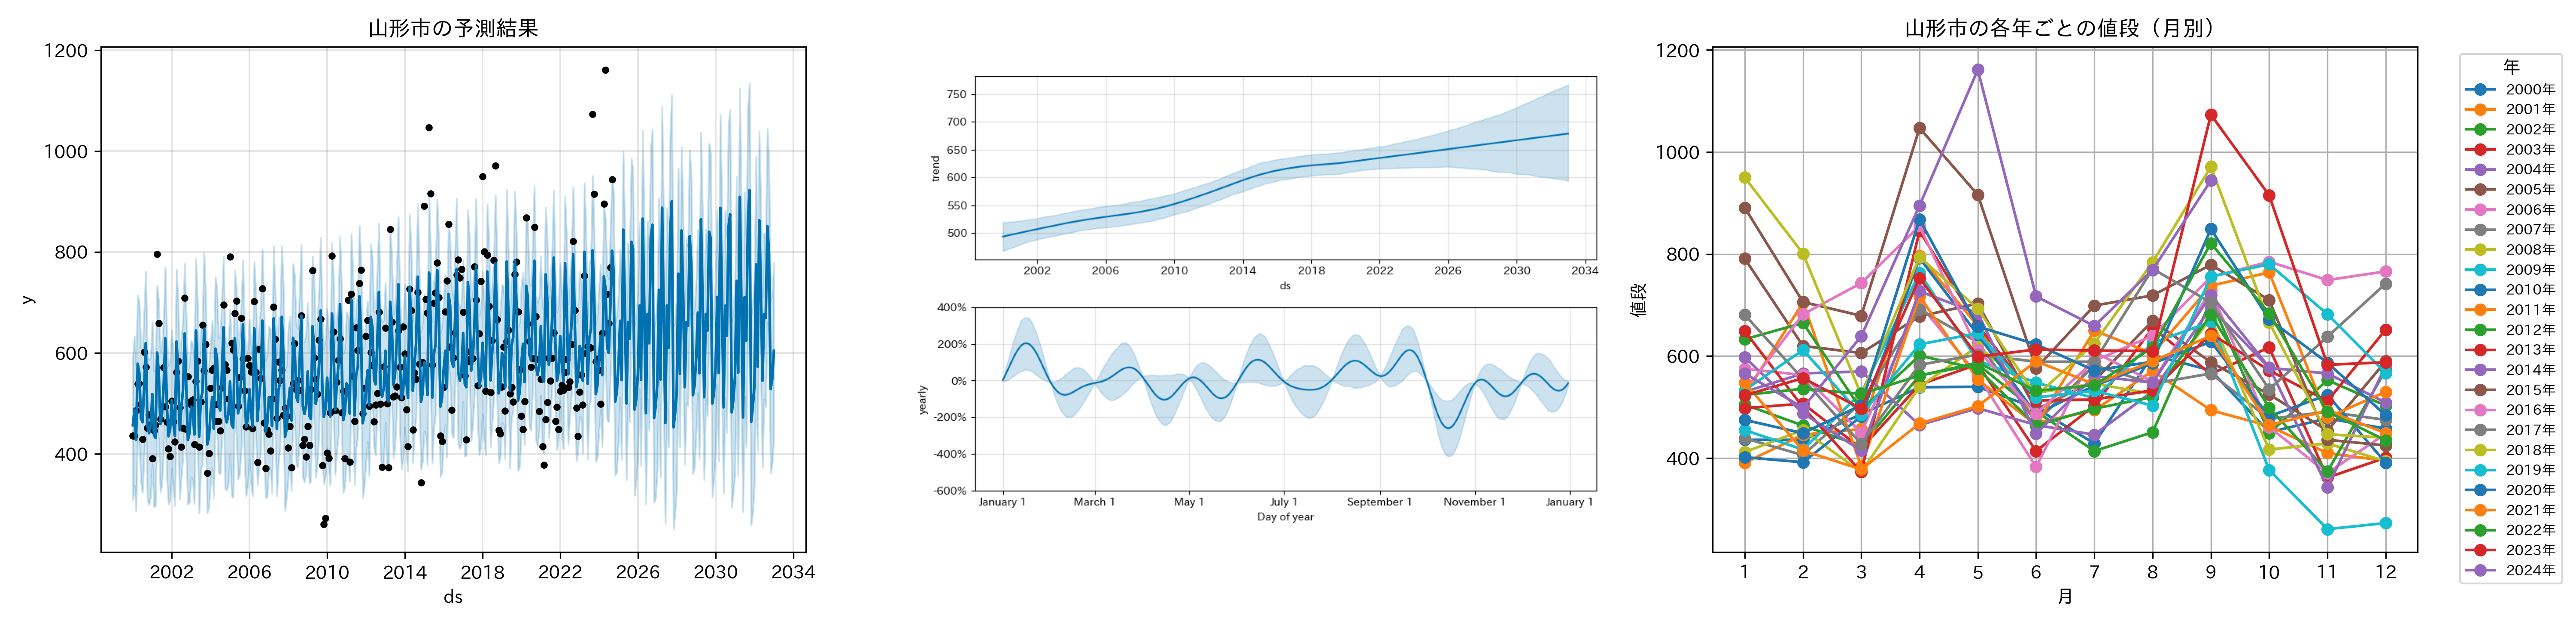 山形市の予測結果
1200
1000
800
600
400
y
2002 2006 2010 2014 2018 2022 2026 2030 2034
ds
750
700
650
600
550
500
trend
2002 2006 2010 2014 2018 2022 2026 2030 2034
ds
400%
200%
0%
-200%
-400%
-600%
yearly
January 1 March 1 May 1 July 1 September 1 November 1 January 1
Day of year
山形市の各年ごとの値段（月別）
1200
1000
800
600
400
値段
1 2 3 4 5 6 7 8 9 10 11 12
月
年
2000年
2001年
2002年
2003年
2004年
2005年
2006年
2007年
2008年
2009年
2010年
2011年
2012年
2013年
2014年
2015年
2016年
2017年
2018年
2019年
2020年
2021年
2022年
2023年
2024年